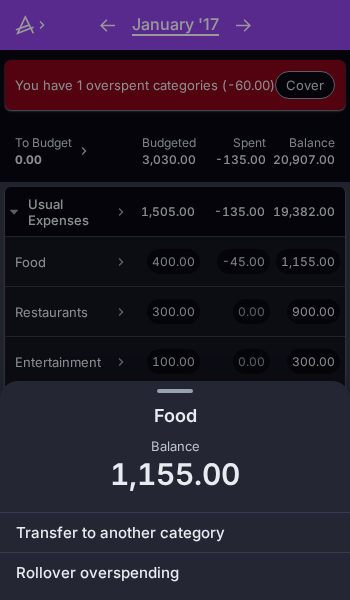 January '17
You have 1 overspent categories (-60.00) Cover
To Budget Budgeted Spent Balance
0.00 3,030.00 -135.00 20,907.00
Usual Expenses 1,505.00 -135.00 19,382.00
Food 400.00 -45.00 1,155.00
Restaurants 300.00 0.00 900.00
Entertainment 100.00 0.00 300.00
Food
Balance
1,155.00
Transfer to another category
Rollover overspending